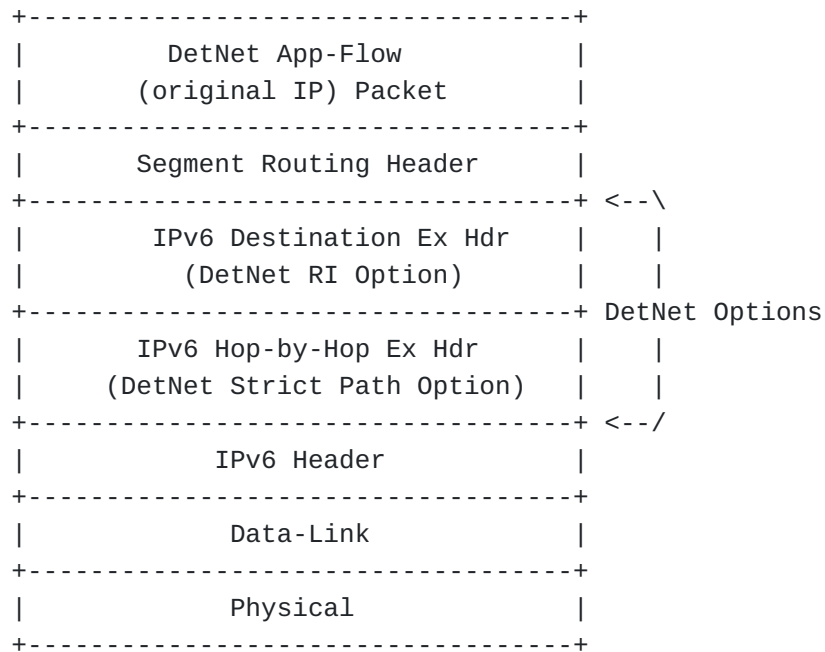 +-----------------------------------+
|          DetNet App-Flow           |
|        (original IP) Packet        |
+-----------------------------------+
|        Segment Routing Header      |
+-----------------------------------+ <--\
|         IPv6 Destination Ex Hdr    |    |
|           (DetNet RI Option)       |    |
+-----------------------------------+ DetNet Options
|        IPv6 Hop-by-Hop Ex Hdr      |    |
|      (DetNet Strict Path Option)   |    |
+-----------------------------------+ <--/
|             IPv6 Header            |
+-----------------------------------+
|              Data-Link             |
+-----------------------------------+
|              Physical              |
+-----------------------------------+